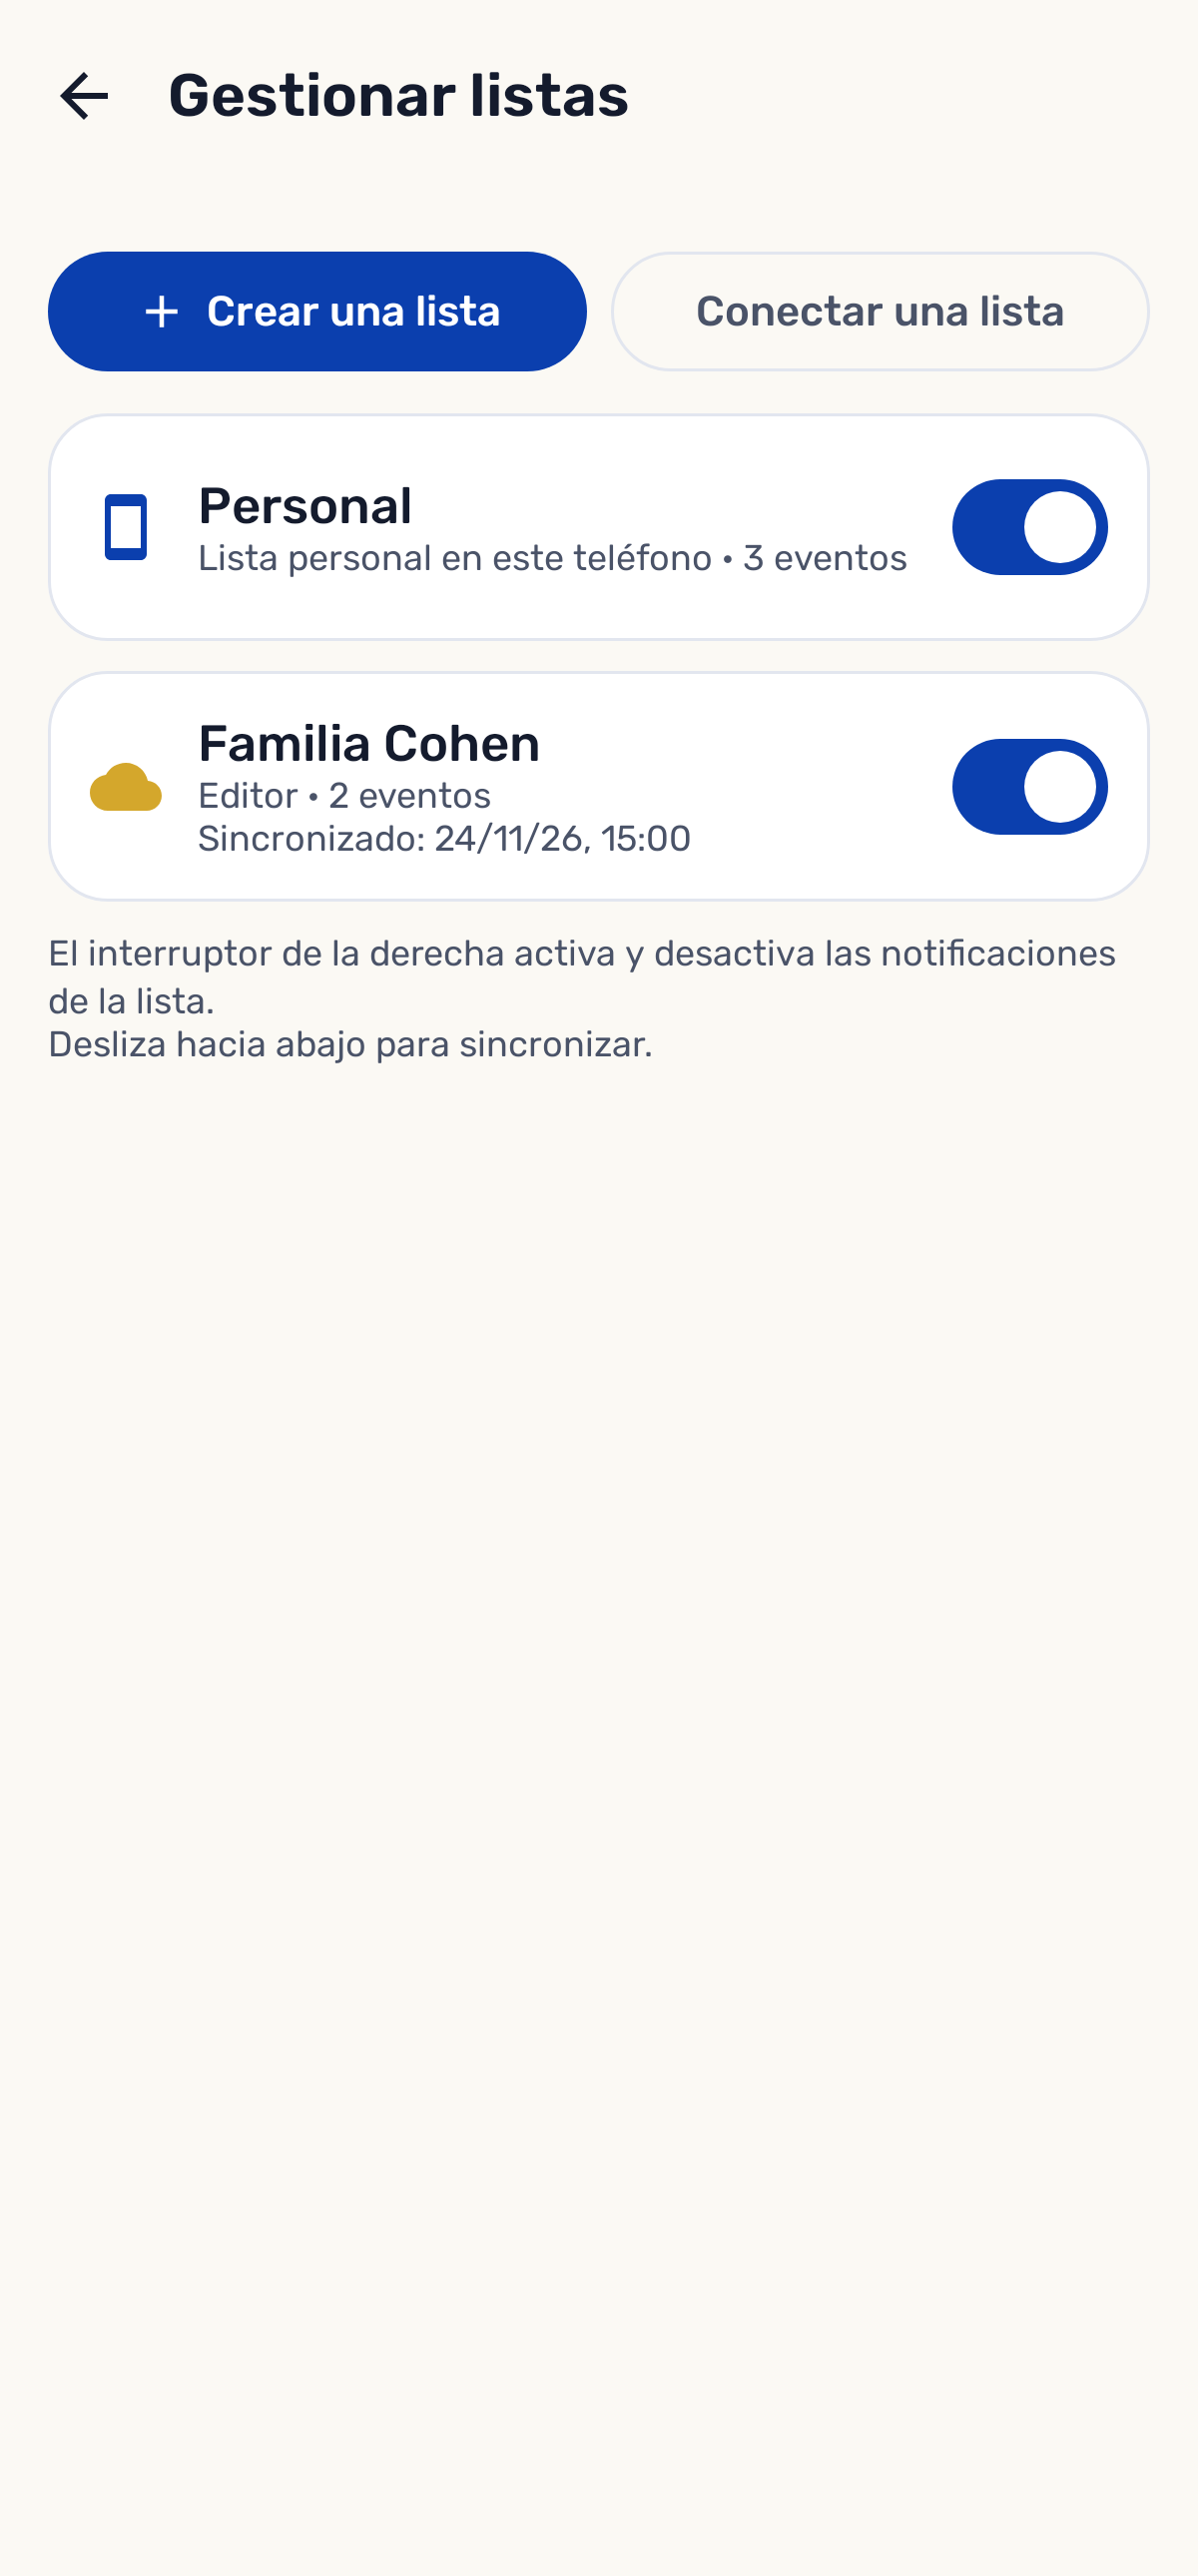 Gestionar listas
Crear una lista
Conectar una lista
Personal
Lista personal en este teléfono • 3 eventos
Familia Cohen
Editor • 2 eventos
Sincronizado: 24/11/26, 15:00
El interruptor de la derecha activa y desactiva las notificaciones
de la lista.
Desliza hacia abajo para sincronizar.